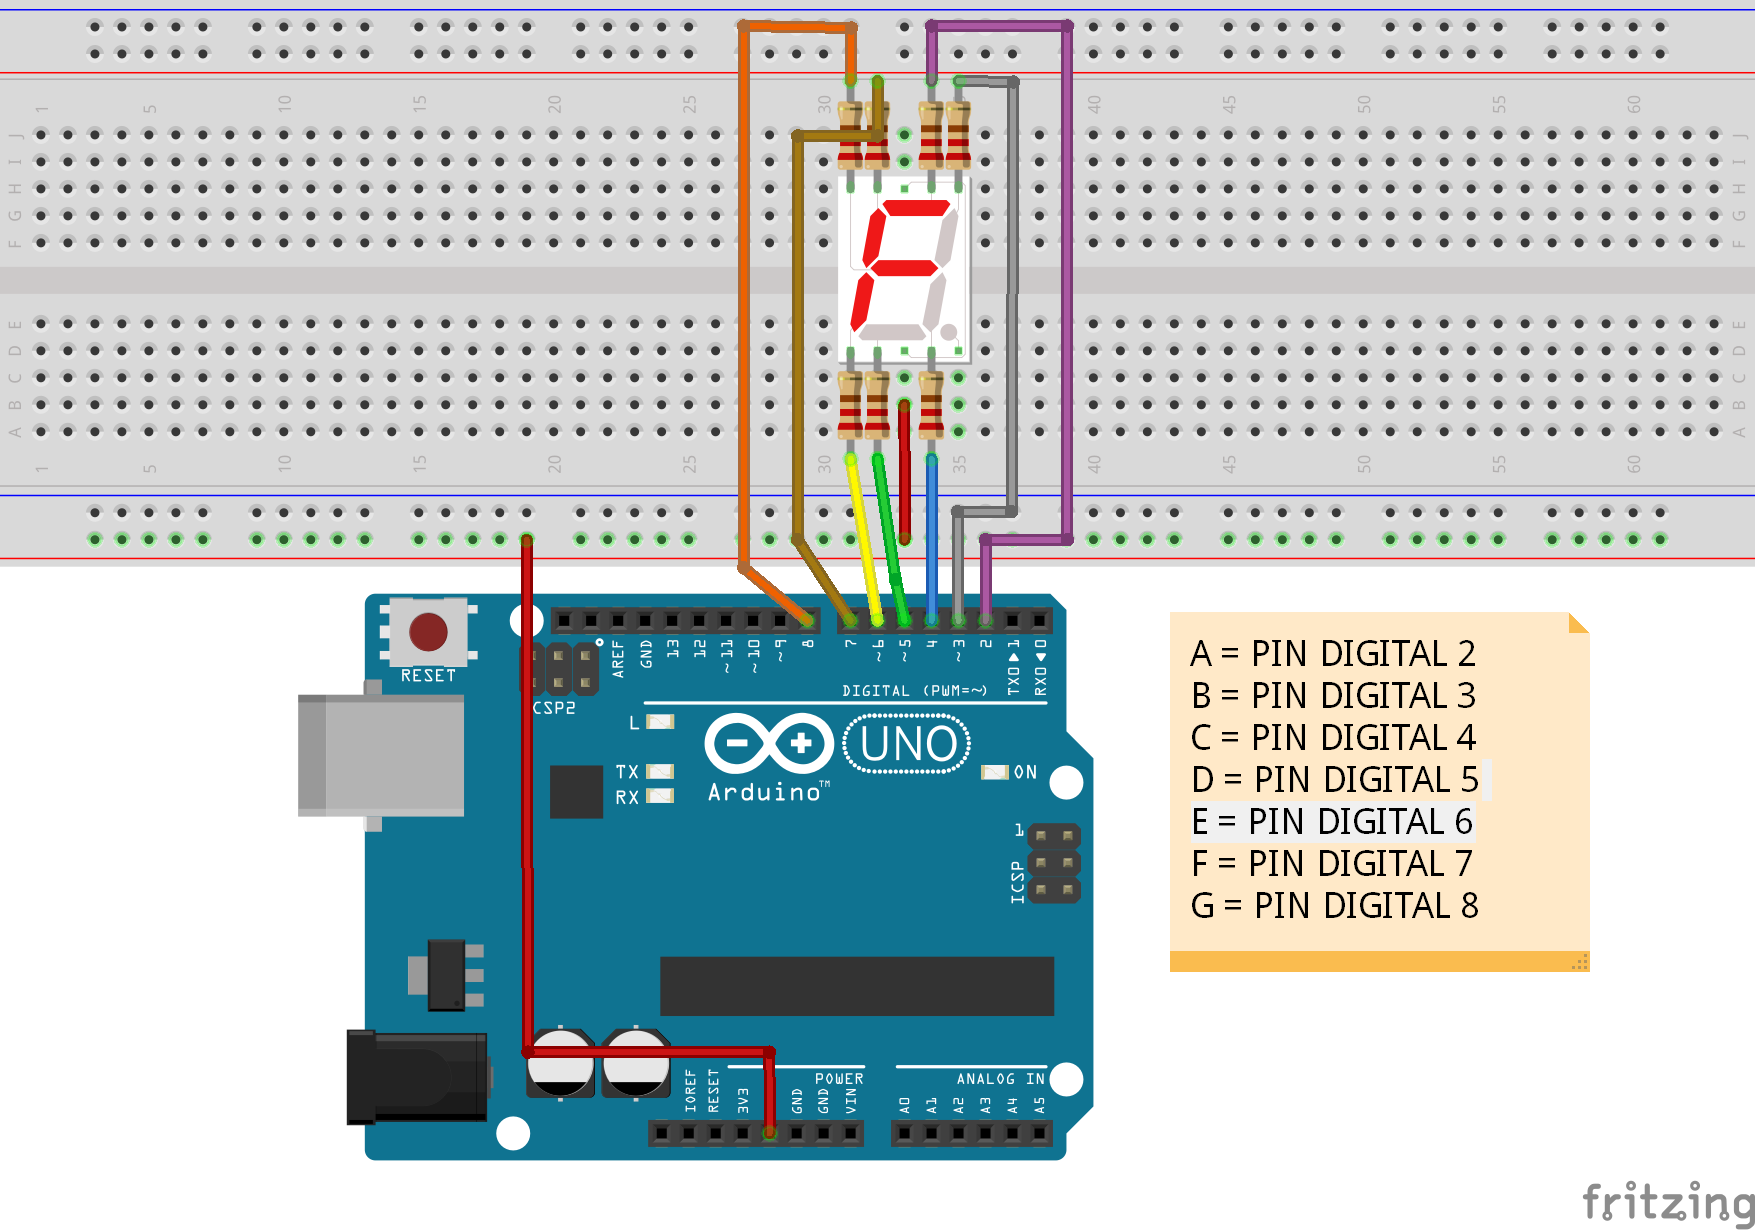 1 5 10 15 20 25 30 35 40 45 50 55 60
J J
I I
H H
G G
F F
E E
D D
C C
B B
A A
1 5 10 15 20 25 30 35 40 45 50 55 60
RESET
ICSP2
AREF
GND
13
12
~11
~10
~9
8
7
~6
~5
4
~3
2
TX0▶1
RX0◀0
DIGITAL (PWM=~)
L
TX
RX
UNO
Arduino™
ON
1
ICSP
A = PIN DIGITAL 2
B = PIN DIGITAL 3
C = PIN DIGITAL 4
D = PIN DIGITAL 5
E = PIN DIGITAL 6
F = PIN DIGITAL 7
G = PIN DIGITAL 8
POWER
ANALOG IN
IOREF
RESET
3V3
GND
GND
VIN
A0
A1
A2
A3
A4
A5
fritzing